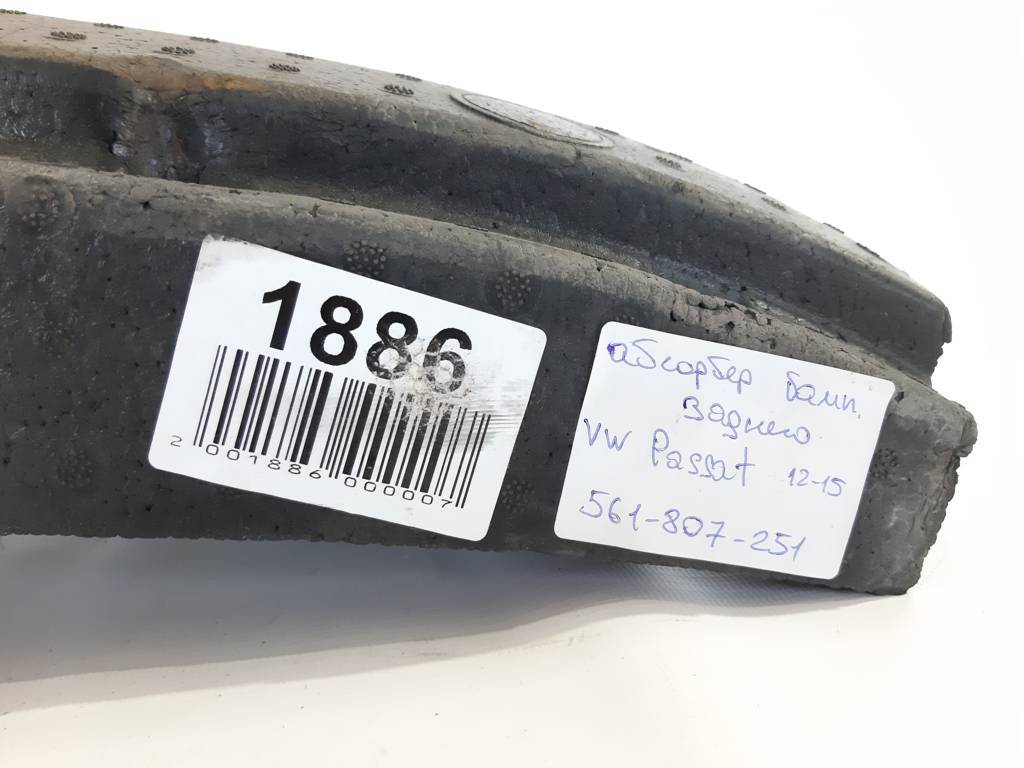 1886
2 001886 000007
абсорбер бамп.
заднего
VW Passat 12-15
561-807-251